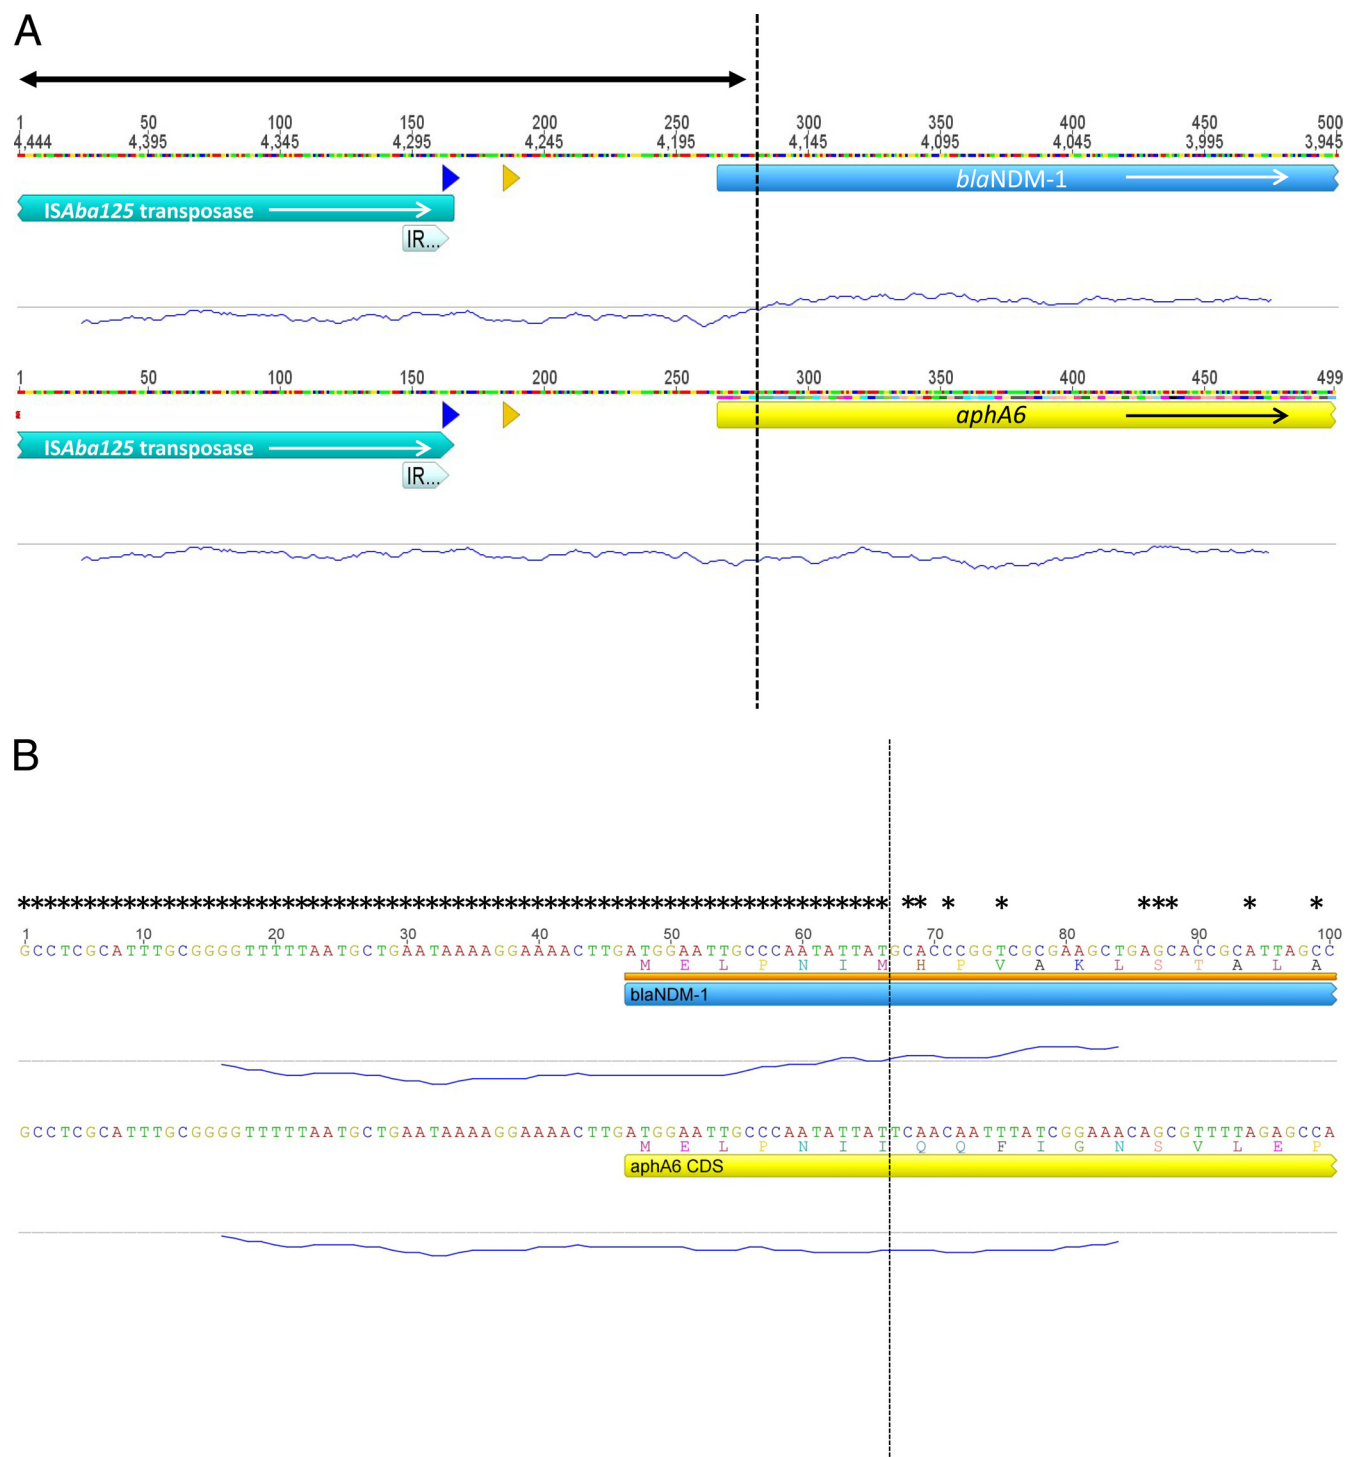 A
1 50 100 150 200 250 300 350 400 450 500
4,444 4,395 4,345 4,295 4,245 4,195 4,145 4,095 4,045 3,995 3,945
blaNDM-1
ISAba125 transposase
IR...
1 50 100 150 200 250 300 350 400 450 499
aphA6
ISAba125 transposase
IR...
B
****************************************************************** ** * * *** * *
1 10 20 30 40 50 60 70 80 90 100
GCCTCGCATTTGCGGGGTTTTTAATGCTGAATAAAAGGAAAACTTGATGGAATTGCCCAATATTATGCACCCGGTCGCGAAGCTGAGCACCGCATTAGCC
M E L P N I M H P V A K L S T A L A
blaNDM-1
GCCTCGCATTTGCGGGGTTTTTAATGCTGAATAAAAGGAAAACTTGATGGAATTGCCCAATATTATTCAACAATTTATCGGAAACAGCGTTTTAGAGCCA
M E L P N I I Q Q F I G N S V L E P
aphA6 CDS